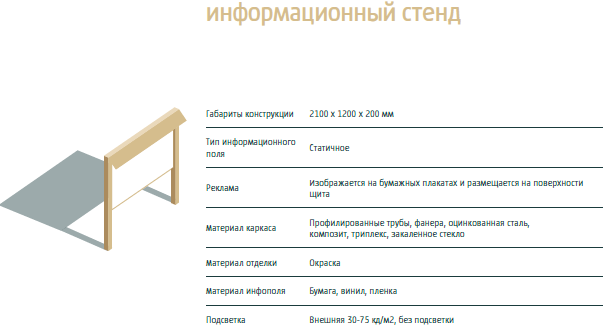 информационный стенд
Габариты конструкции 2100 x 1200 x 200 мм
Тип информационного
поля
Статичное
Реклама
Изображается на бумажных плакатах и размещается на поверхности
щита
Материал каркаса
Профилированные трубы, фанера, оцинкованная сталь,
композит, триплекс, закаленное стекло
Материал отделки Окраска
Материал инфополя Бумага, винил, пленка
Подсветка Внешняя 30-75 кд/м2, без подсветки